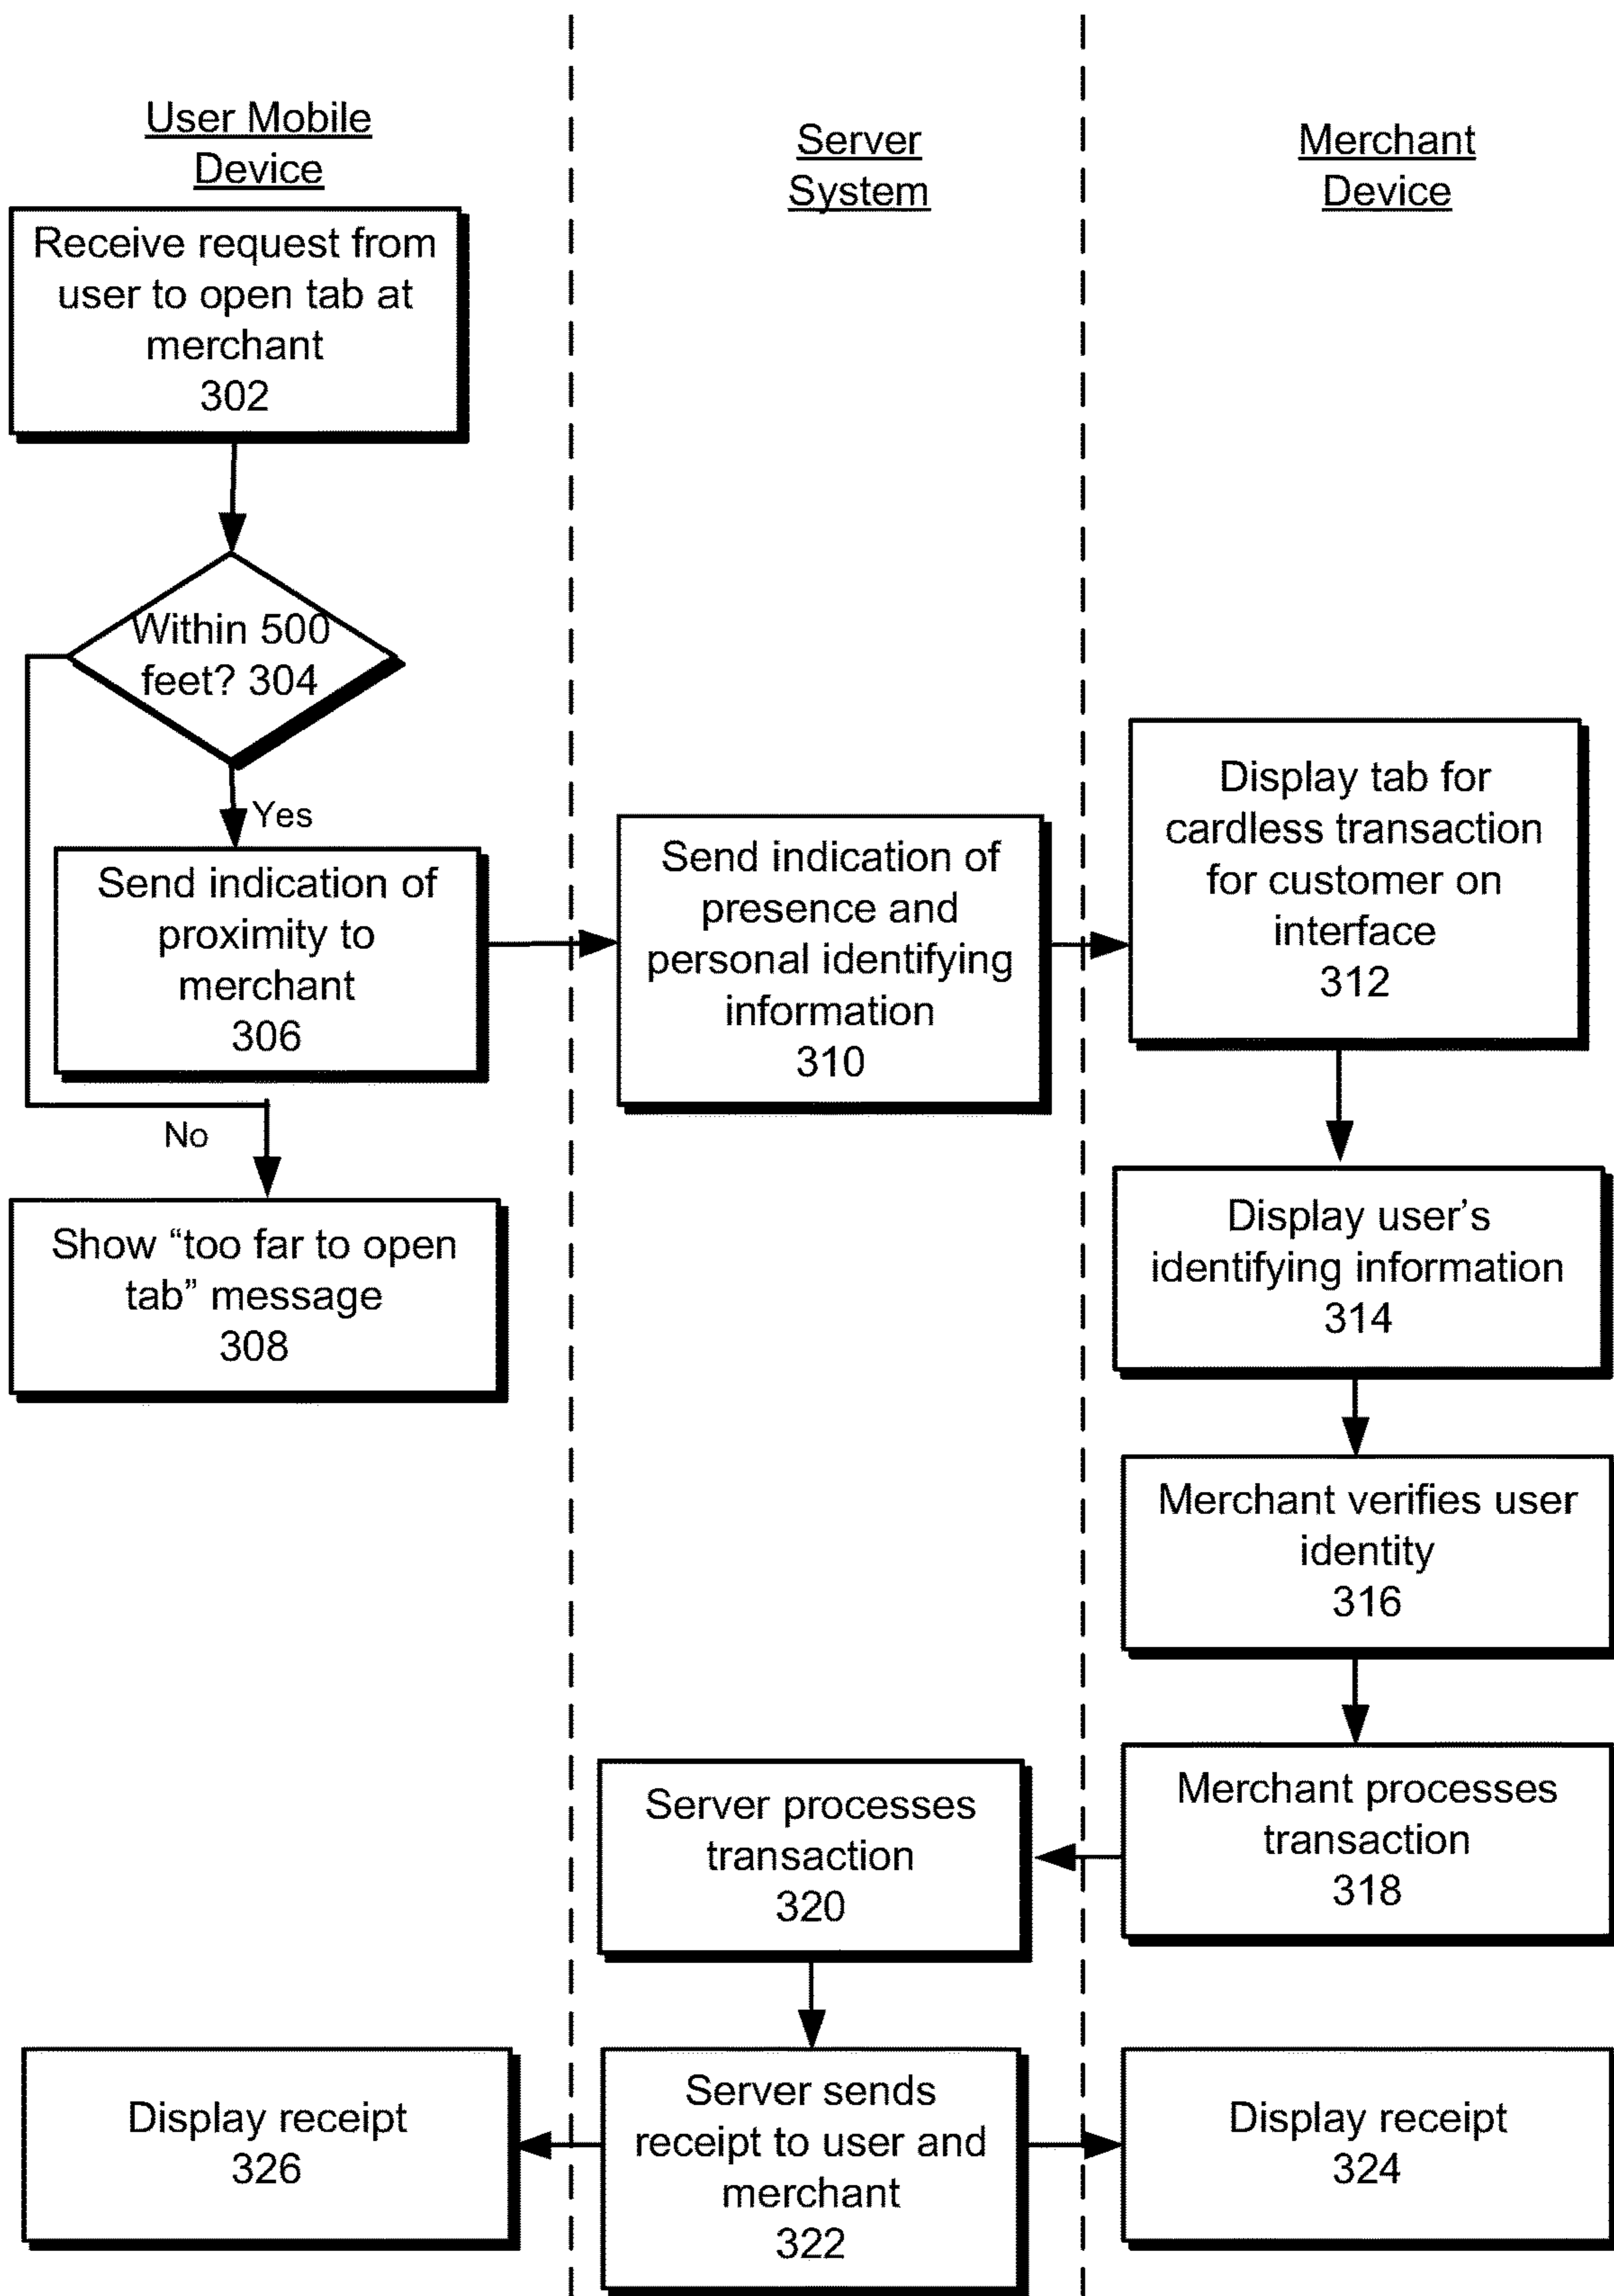 User Mobile
Device
Server
System
Merchant
Device
Receive request from
user to open tab at
merchant
302
Within 500
feet? 304
Yes
Send indication of
proximity to
merchant
306
No
Show “too far to open
tab” message
308
Send indication of
presence and
personal identifying
information
310
Display tab for
cardless transaction
for customer on
interface
312
Display user’s
identifying information
314
Merchant verifies user
identity
316
Merchant processes
transaction
318
Server processes
transaction
320
Server sends
receipt to user and
merchant
322
Display receipt
326
Display receipt
324